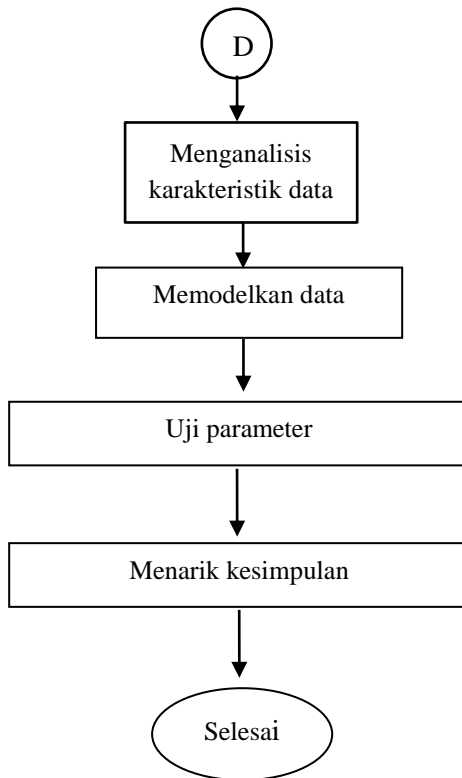 D
Menganalisis
karakteristik data
Memodelkan data
Uji parameter
Menarik kesimpulan
Selesai